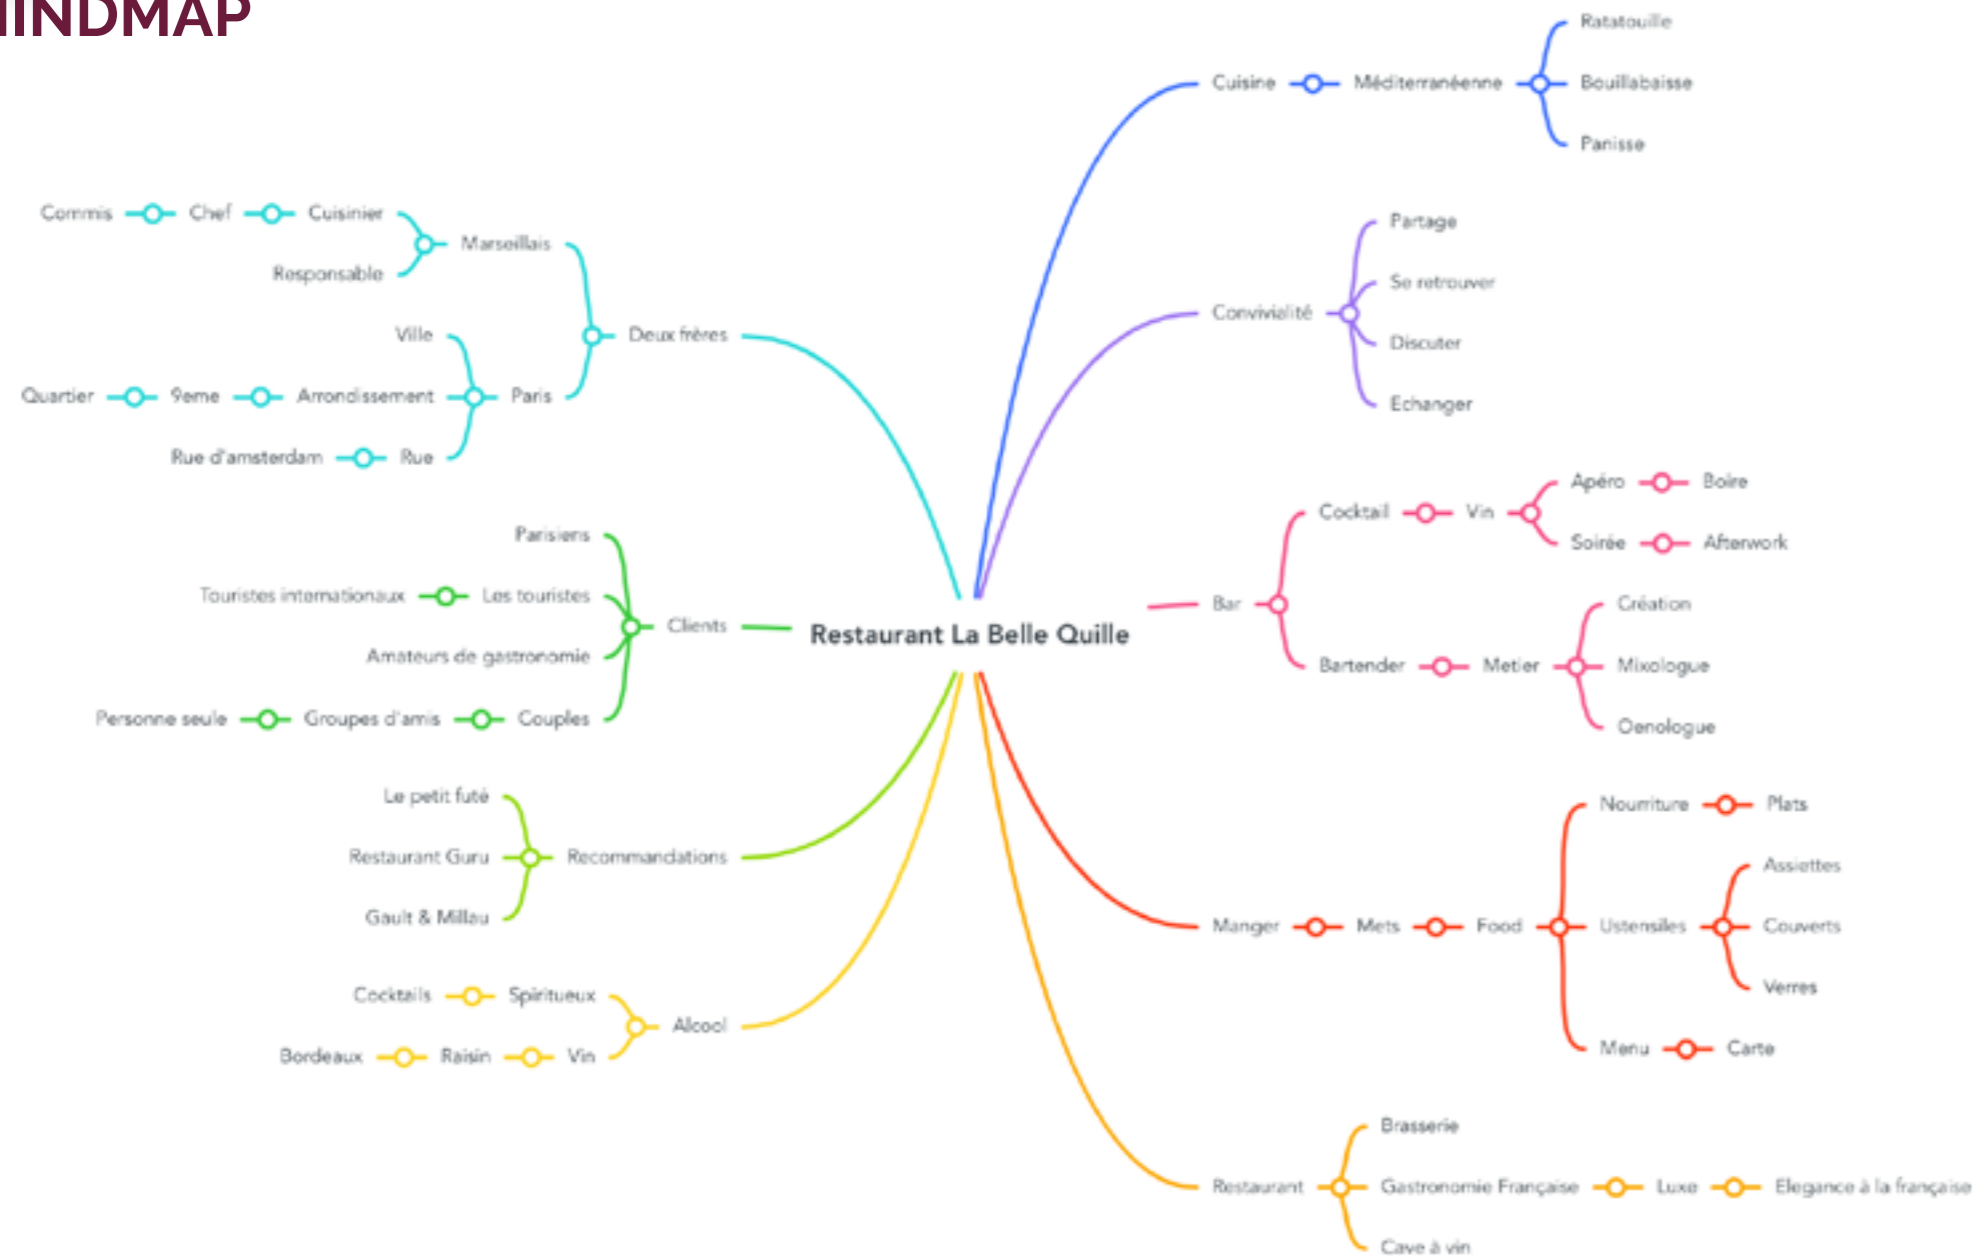 MINDMAP
Restaurant La Belle Quille
Cuisine
Méditerranéenne
Ratatouille
Bouillabaisse
Panisse
Convivialité
Partage
Se retrouver
Discuter
Echanger
Bar
Cocktail
Vin
Apéro
Boire
Soirée
Afterwork
Bartender
Metier
Création
Mixologue
Oenologue
Manger
Mets
Food
Nourriture
Plats
Ustensiles
Assiettes
Couverts
Verres
Menu
Carte
Restaurant
Brasserie
Gastronomie Française
Luxe
Elegance à la française
Cave à vin
Deux frères
Marseillais
Cuisinier
Chef
Commis
Responsable
Paris
Ville
Arrondissement
9eme
Quartier
Rue
Rue d'amsterdam
Clients
Parisiens
Les touristes
Touristes internationaux
Amateurs de gastronomie
Couples
Groupes d'amis
Personne seule
Recommandations
Le petit futé
Restaurant Guru
Gault & Millau
Alcool
Spiritueux
Cocktails
Vin
Raisin
Bordeaux